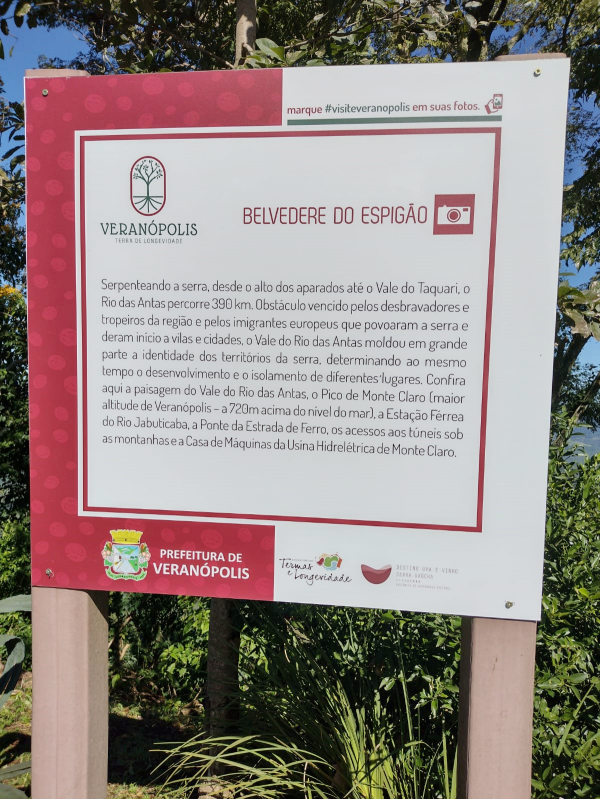 marque #visiteveranopolis em suas fotos.
VERANÓPOLIS
TERRA DE LONGEVIDADE
BELVEDERE DO ESPIGÃO
Serpenteando a serra, desde o alto dos aparados até o Vale do Taquari, o
Rio das Antas percorre 390 km. Obstáculo vencido pelos desbravadores e
tropeiros da região e pelos imigrantes europeus que povoaram a serra e
deram início a vilas e cidades, o Vale do Rio das Antas moldou em grande
parte a identidade dos territórios da serra, determinando ao mesmo
tempo o desenvolvimento e o isolamento de diferentes lugares. Confira
aqui a paisagem do Vale do Rio das Antas, o Pico de Monte Claro (maior
altitude de Veranópolis – a 720m acima do nível do mar), a Estação Férrea
do Rio Jabuticaba, a Ponte da Estrada de Ferro, os acessos aos túneis sob
as montanhas e a Casa de Máquinas da Usina Hidrelétrica de Monte Claro.
PREFEITURA DE
VERANÓPOLIS
Termas
e Longevidade
DESTINO UVA E VINHO
SERRA GAÚCHA